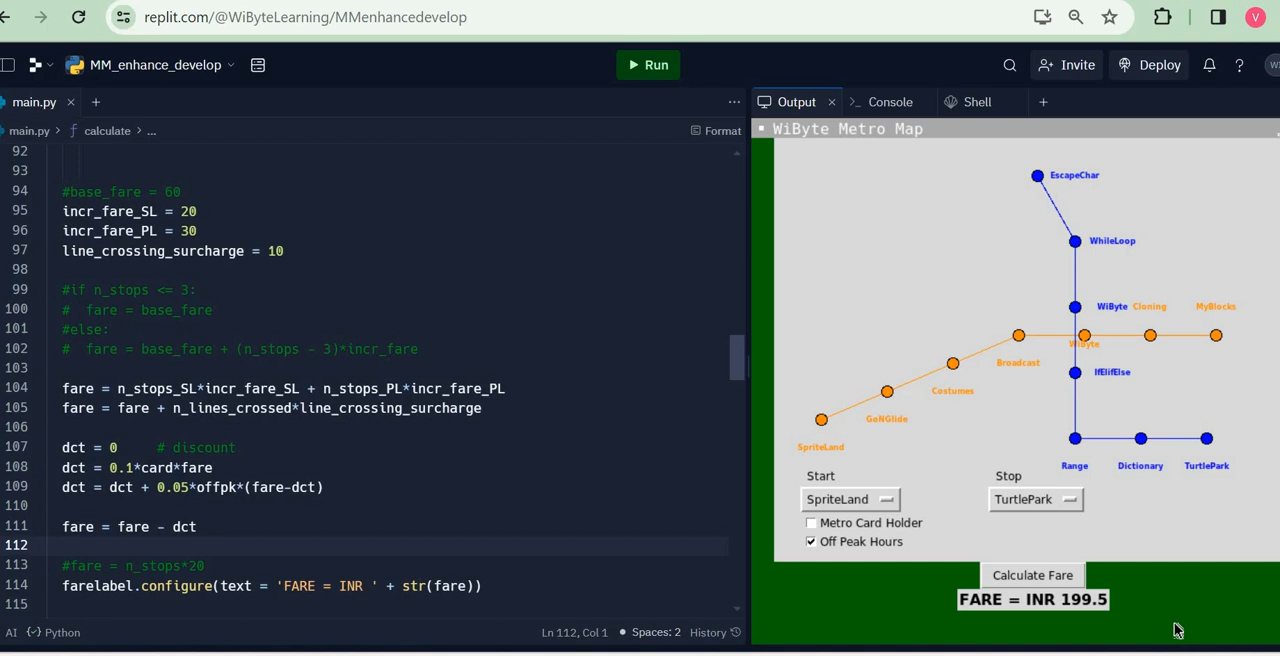 replit.com/@WiByteLearning/MMenhancedevelop
V
MM_enhance_develop
Run
Invite
Deploy
?
main.py
Output
Console
Shell
main.py > calculate > ...
Format
92
93
94 #base_fare = 60
95 incr_fare_SL = 20
96 incr_fare_PL = 30
97 line_crossing_surcharge = 10
98
99 #if n_stops <= 3:
100 #  fare = base_fare
101 #else:
102 #  fare = base_fare + (n_stops - 3)*incr_fare
103
104 fare = n_stops_SL*incr_fare_SL + n_stops_PL*incr_fare_PL
105 fare = fare + n_lines_crossed*line_crossing_surcharge
106
107 dct = 0     # discount
108 dct = 0.1*card*fare
109 dct = dct + 0.05*offpk*(fare-dct)
110
111 fare = fare - dct
112
113 #fare = n_stops*20
114 farelabel.configure(text = 'FARE = INR ' + str(fare))
115
AI {} Python
Ln 112, Col 1 • Spaces: 2 History
WiByte Metro Map
EscapeChar
WhileLoop
WiByte Cloning MyBlocks
WiByte
Broadcast
IfElifElse
Costumes
GoNGlide
SpriteLand
Range Dictionary TurtlePark
Start Stop
SpriteLand TurtlePark
Metro Card Holder
Off Peak Hours
Calculate Fare
FARE = INR 199.5